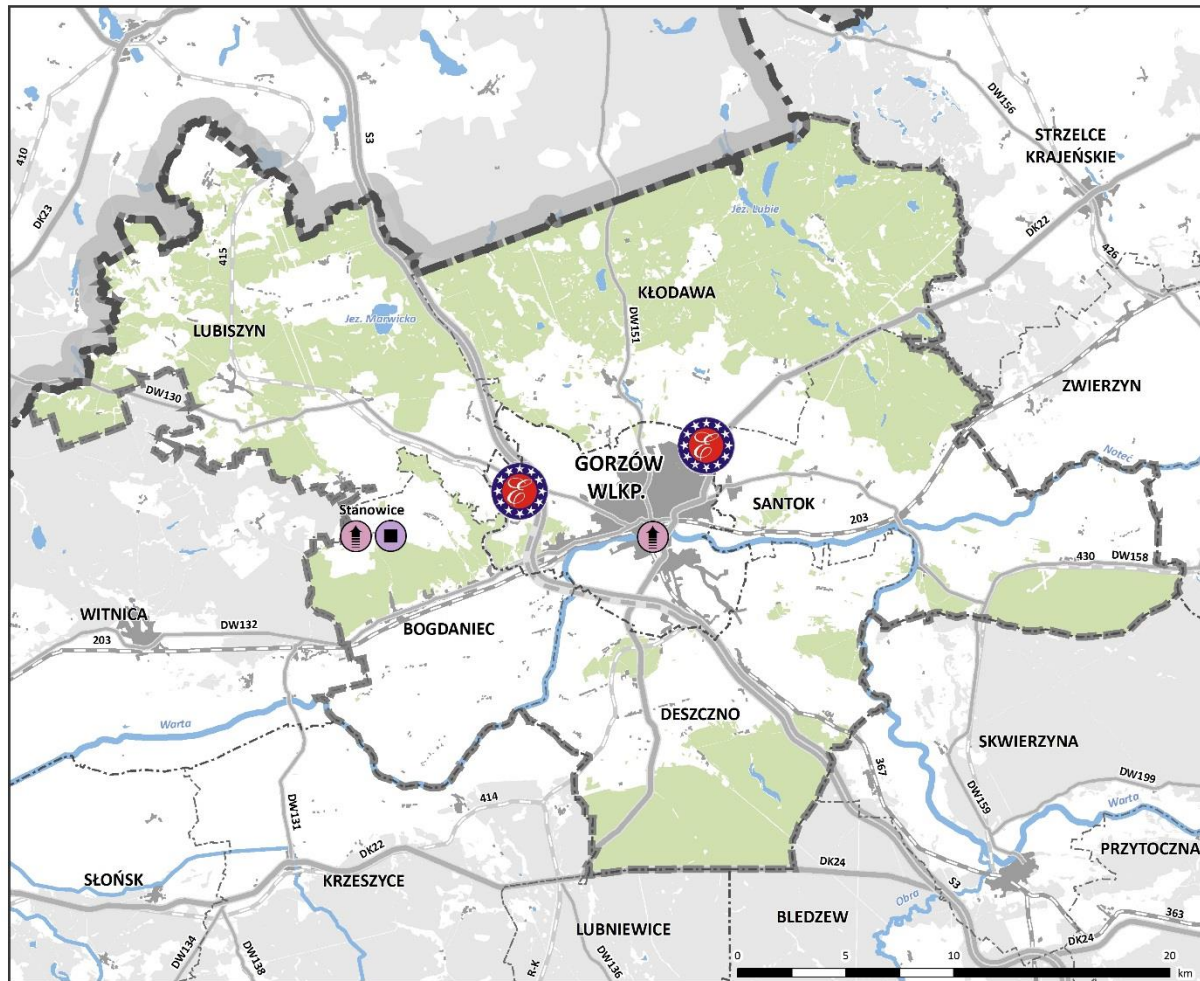 S3
DW156
STRZELCE
KRAJEŃSKIE
410
DK23
Jez. Lubie
DK22
415
426
KŁODAWA
LUBISZYN
Jez. Marwicko
DW151
ZWIERZYN
DW130
Noteć
E
GORZÓW
WLKP.
E
SANTOK
Stanowice
203
430
DW158
WITNICA
203
DW132
BOGDANIEC
DESZCZNO
Warta
SKWIERZYNA
367
DW159
DW199
Warta
414
DW131
DK22
PRZYTOCZNA
SŁOŃSK
KRZESZYCE
DK24
S3
Obra
LUBNIEWICE
BLEDZEW
363
DK24
DW134
DW138
R-K
DW136
0 5 10 20
km